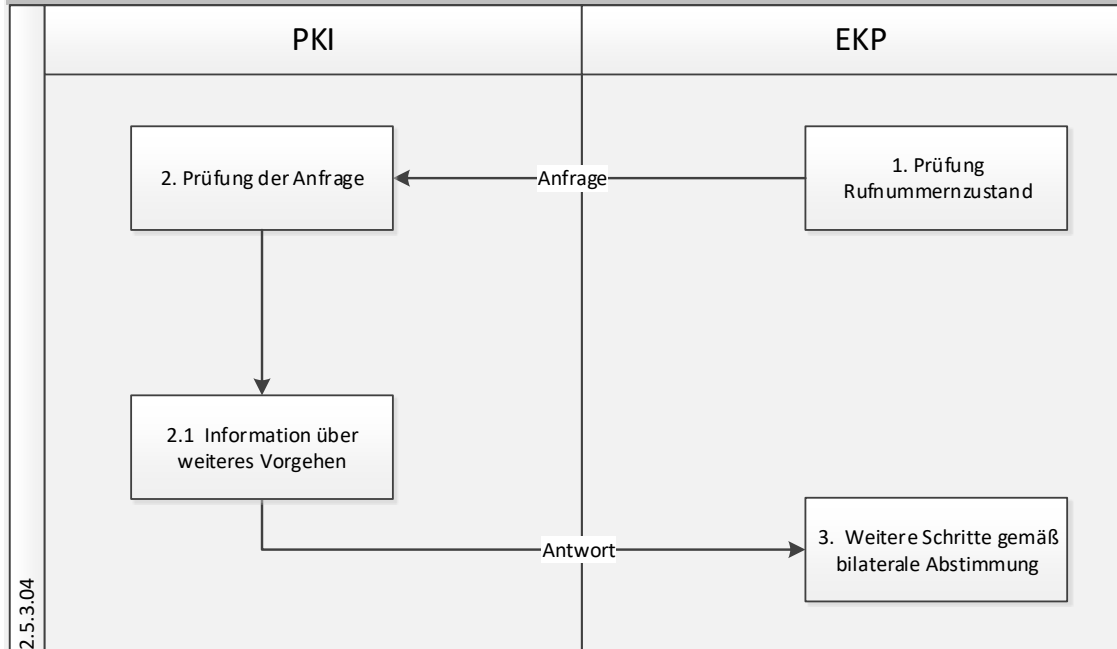 PKI
EKP
2. Prüfung der Anfrage
Anfrage
1. Prüfung
Rufnummernzustand
2.1 Information über
weiteres Vorgehen
Antwort
3. Weitere Schritte gemäß
bilaterale Abstimmung
2.5.3.04